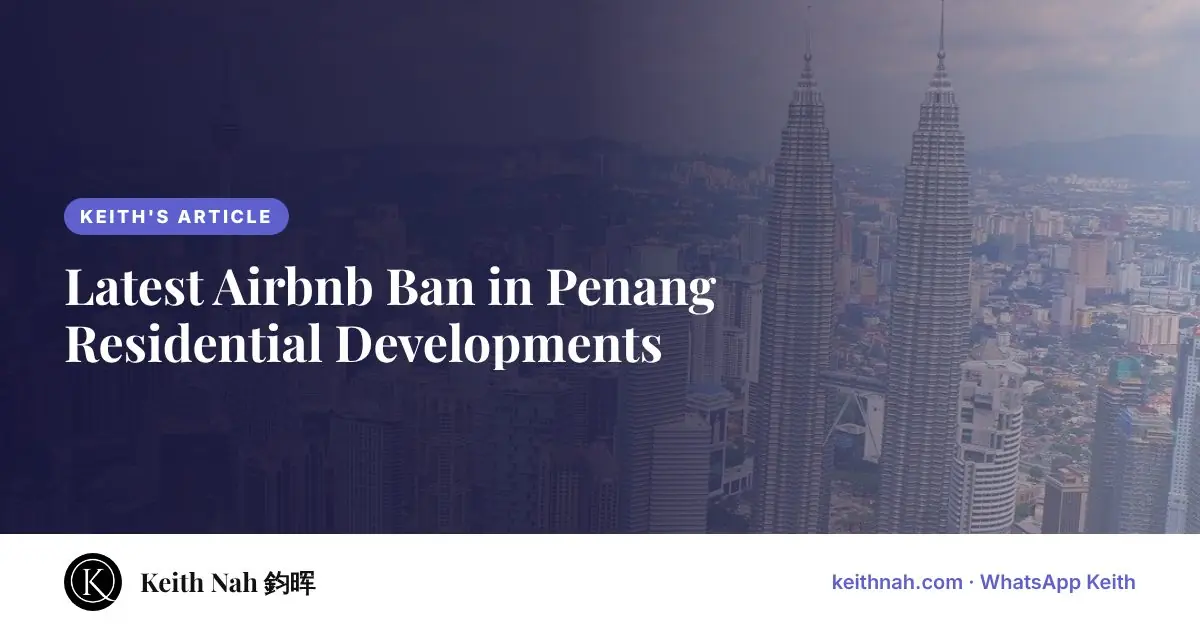 KEITH'S ARTICLE
Latest Airbnb Ban in Penang
Residential Developments
K
Keith Nah 鈞晖
keithnah.com · WhatsApp Keith